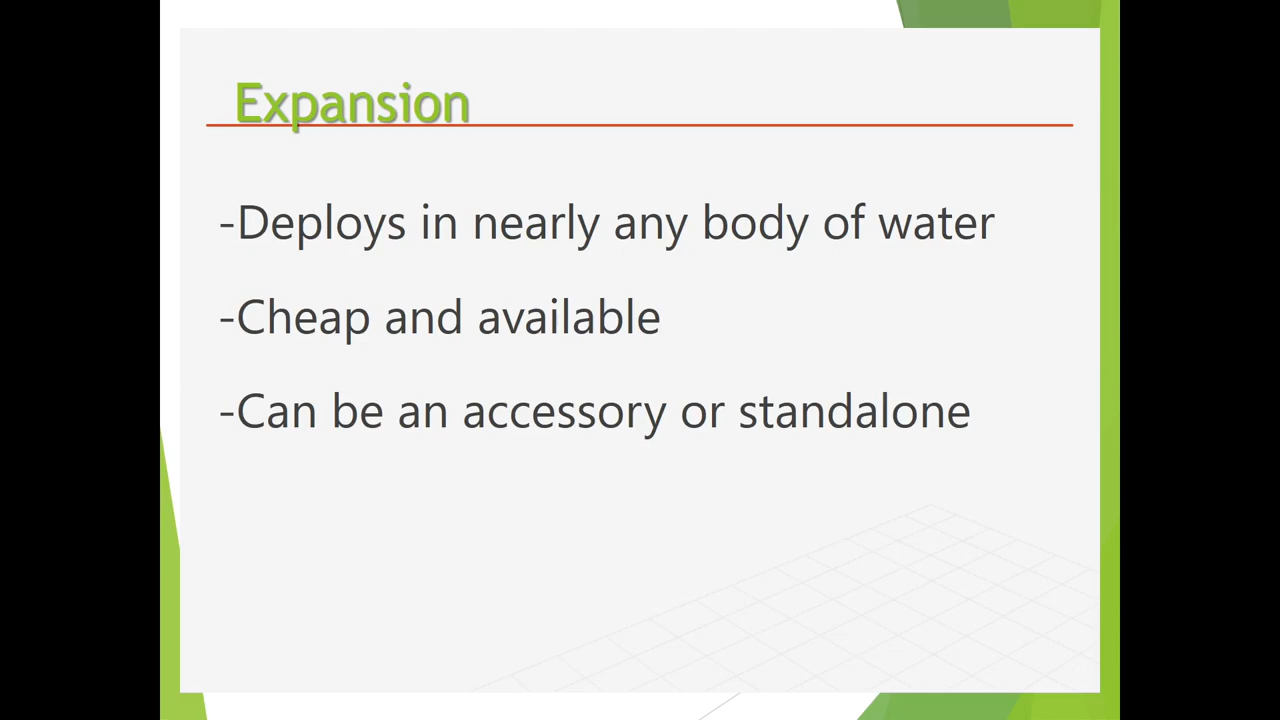 Expansion
-Deploys in nearly any body of water
-Cheap and available
-Can be an accessory or standalone